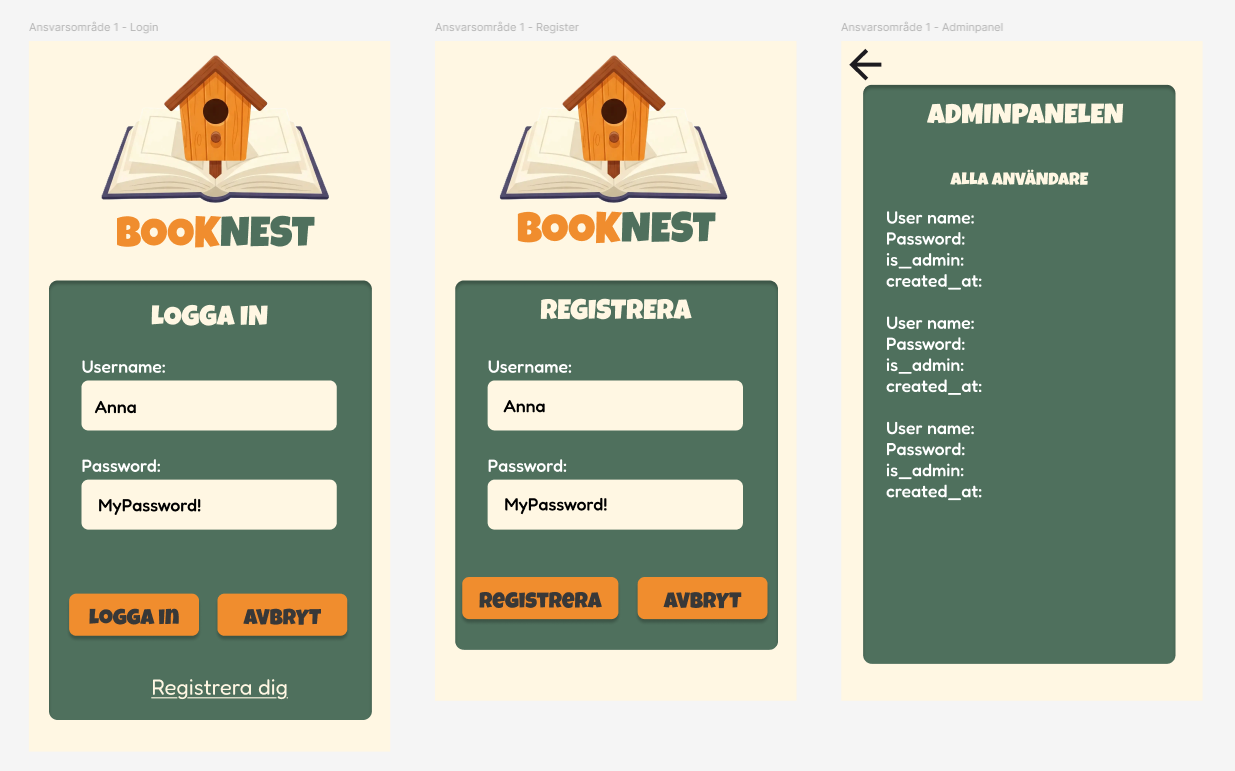 Ansvarsområde 1 - Login
BOOKNEST
LOGGA IN
Username:
Anna
Password:
MyPassword!
LOGGA IN
AVBRYT
Registrera dig
Ansvarsområde 1 - Register
BOOKNEST
REGISTRERA
Username:
Anna
Password:
MyPassword!
REGISTRERA
AVBRYT
Ansvarsområde 1 - Adminpanel
ADMINPANELEN
ALLA ANVÄNDARE
User name:
Password:
is_admin:
created_at:
User name:
Password:
is_admin:
created_at:
User name:
Password:
is_admin:
created_at: